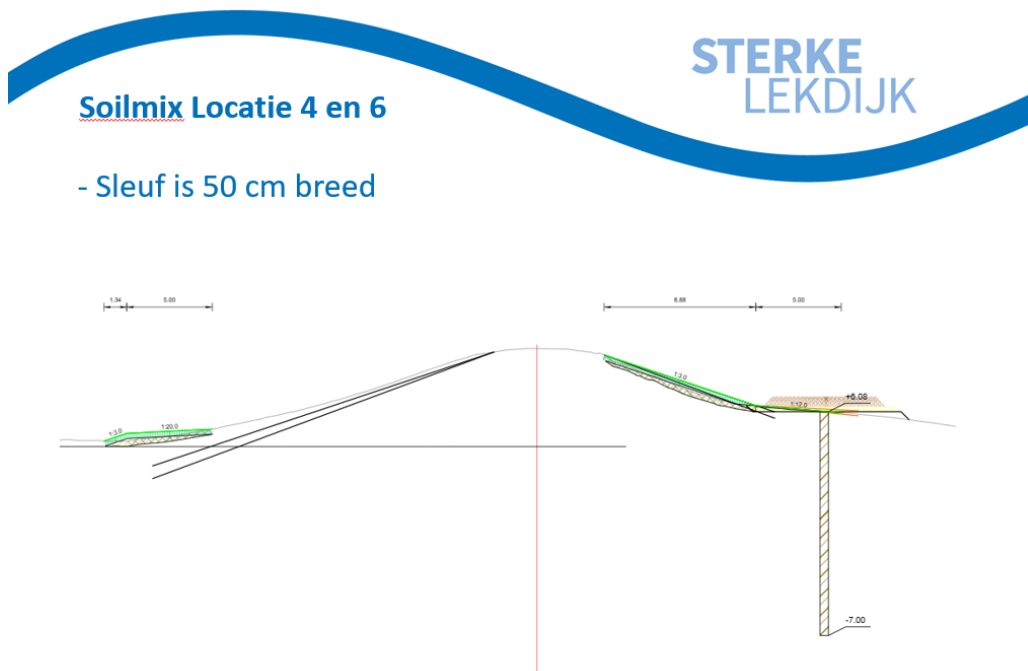 STERKE
LEKDIJK
Soilmix Locatie 4 en 6
- Sleuf is 50 cm breed
1.34 5.00 8.88 5.00
1:3.0
1:12.0
+6.08
1:3.0 1:20.0
-7.00